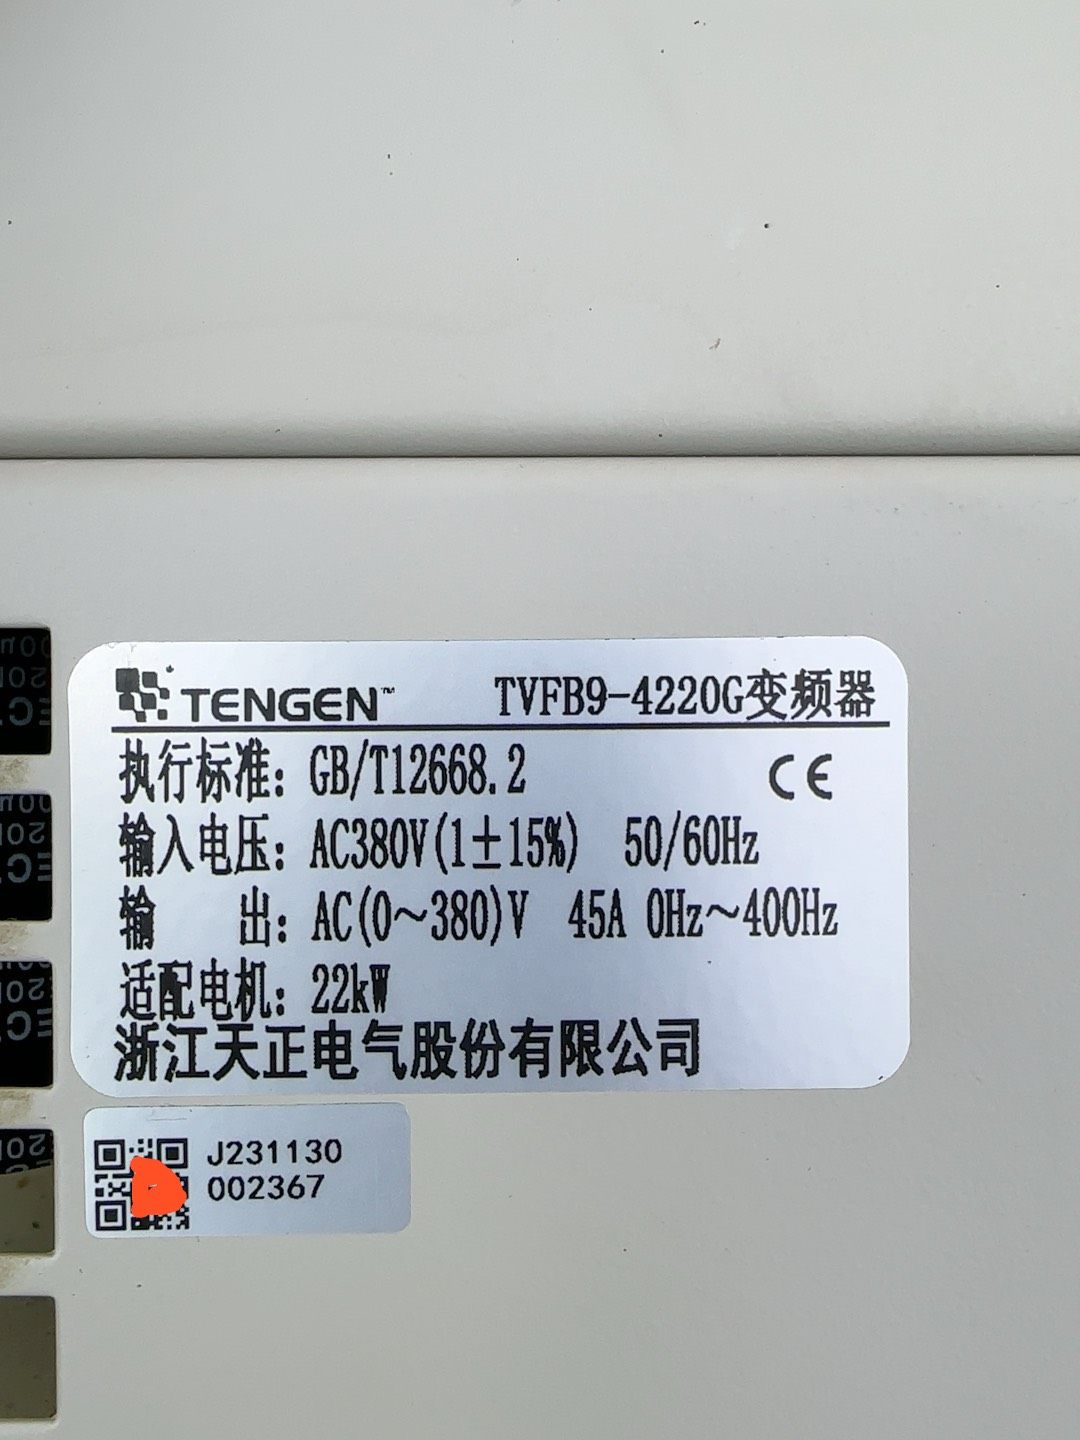 TENGEN™ TVFB9-4220G变频器
执行标准：GB/T12668.2 CE
输入电压：AC380V(1±15%) 50/60Hz
输 出：AC(0～380)V 45A 0Hz～400Hz
适配电机：22kW
浙江天正电气股份有限公司
J231130
002367